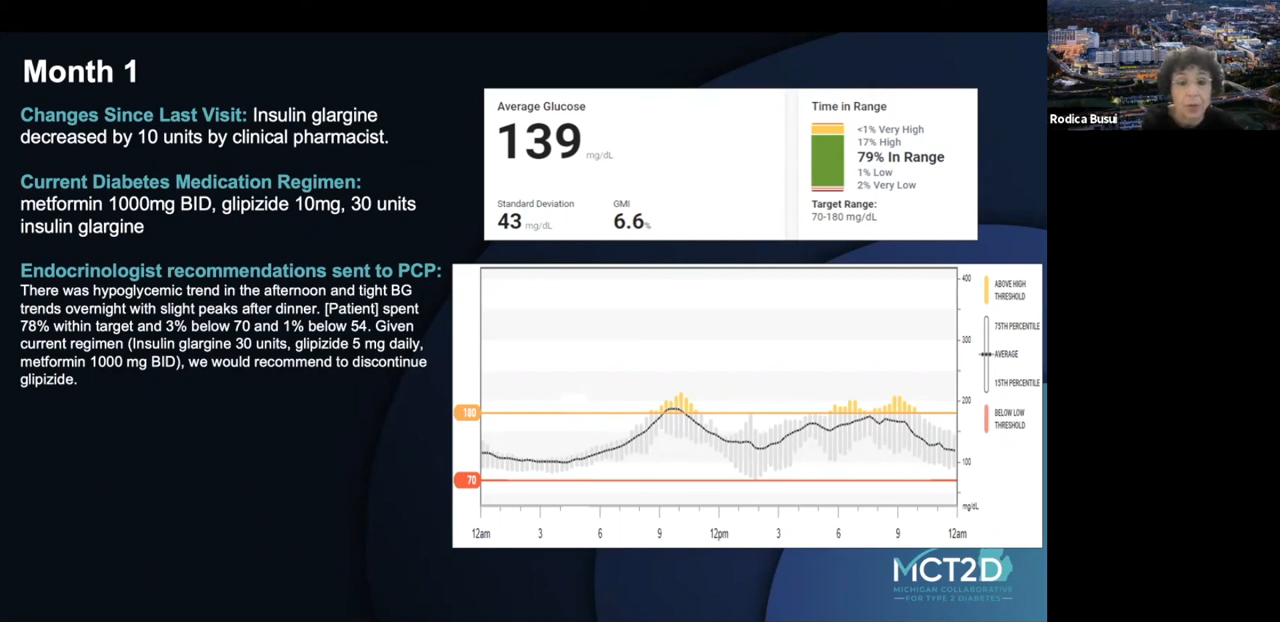 Month 1
Changes Since Last Visit: Insulin glargine
decreased by 10 units by clinical pharmacist.
Current Diabetes Medication Regimen:
metformin 1000mg BID, glipizide 10mg, 30 units
insulin glargine
Endocrinologist recommendations sent to PCP:
There was hypoglycemic trend in the afternoon and tight BG
trends overnight with slight peaks after dinner. [Patient] spent
78% within target and 3% below 70 and 1% below 54. Given
current regimen (Insulin glargine 30 units, glipizide 5 mg daily,
metformin 1000 mg BID), we would recommend to discontinue
glipizide.
Average Glucose
139 mg/dL
Standard Deviation
43 mg/dL
GMI
6.6%
Time in Range
<1% Very High
17% High
79% In Range
1% Low
2% Very Low
Target Range:
70-180 mg/dL
180
70
400
300
200
100
mg/dL
12am 3 6 9 12pm 3 6 9 12am
ABOVE HIGH
THRESHOLD
75TH PERCENTILE
AVERAGE
15TH PERCENTILE
BELOW LOW
THRESHOLD
MCT2D
MICHIGAN COLLABORATIVE
FOR TYPE 2 DIABETES
Rodica Busui